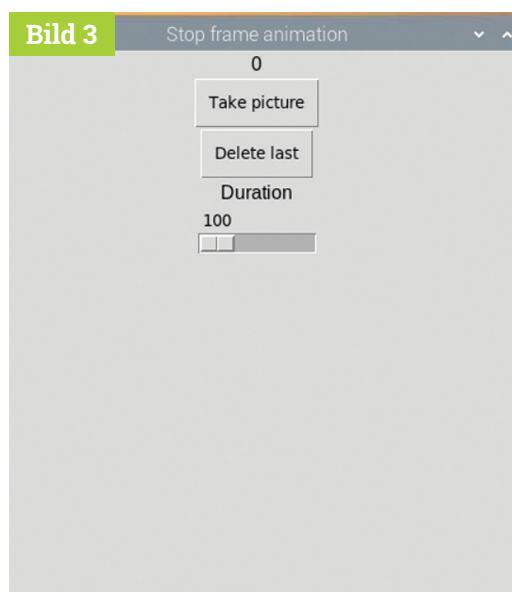 Bild 3
Stop frame animation
0
Take picture
Delete last
Duration
100